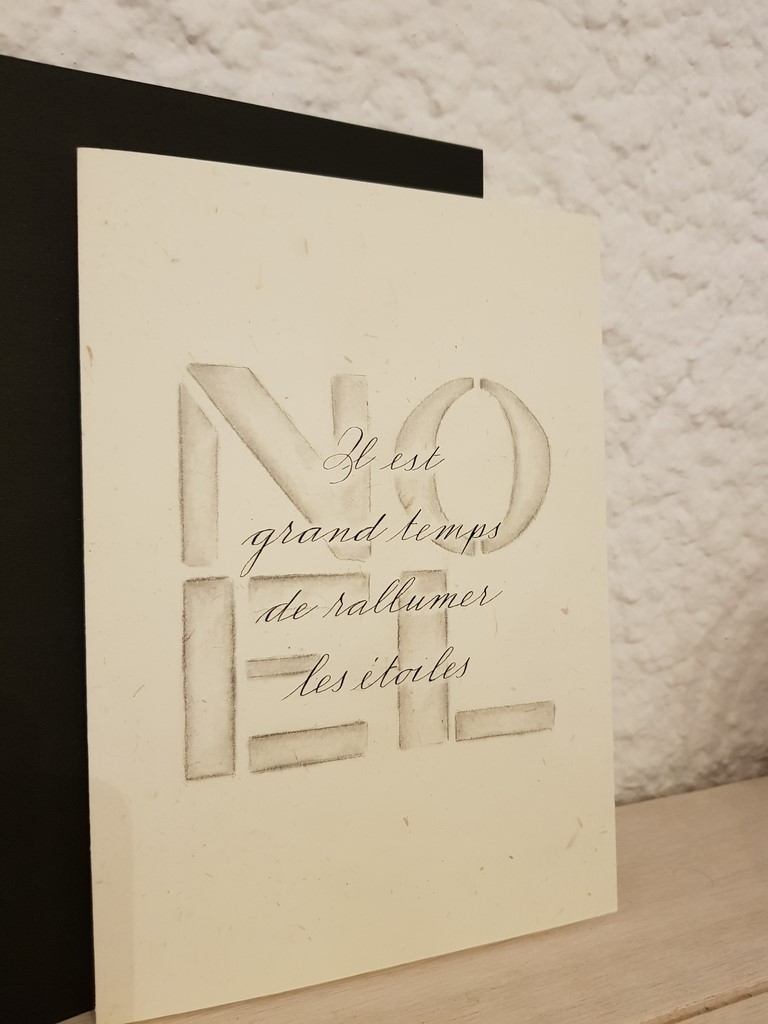 NO
EL
Il est
grand temps
de rallumer
les étoiles